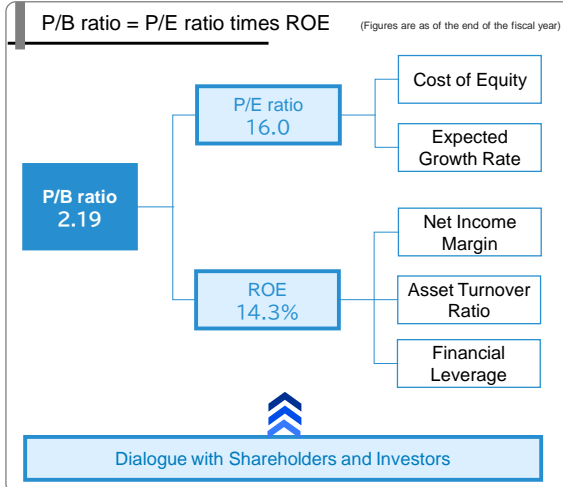 P/B ratio = P/E ratio times ROE
(Figures are as of the end of the fiscal year)
P/B ratio
2.19
P/E ratio
16.0
Cost of Equity
Expected
Growth Rate
ROE
14.3%
Net Income
Margin
Asset Turnover
Ratio
Financial
Leverage
Dialogue with Shareholders and Investors